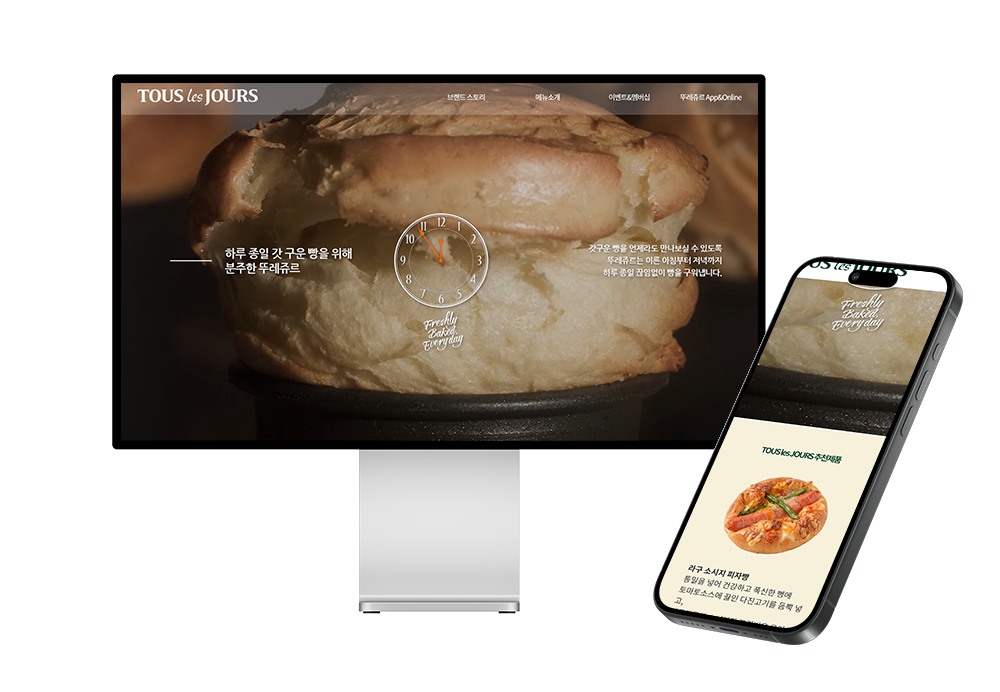 TOUS les JOURS
브랜드 스토리
메뉴소개
이벤트&멤버십
뚜레쥬르 App&Online
하루 종일 갓 구운 빵을 위해
분주한 뚜레쥬르
12
1
2
3
4
5
6
7
8
9
10
11
갓구운 빵을 언제라도 만나보실 수 있도록
뚜레쥬르는 이른 아침부터 저녁까지
하루 종일 끊임없이 빵을 구워냅니다.
Freshly
Baked,
Everyday
OUS les JOURS
Freshly
Baked,
Everyday
TOUS les JOURS 추천제품
라구 소시지 피자빵
통밀을 넣어 건강하고 폭신한 빵에
토마토소스에 끓인 다진고기를 듬뿍 넣
고,